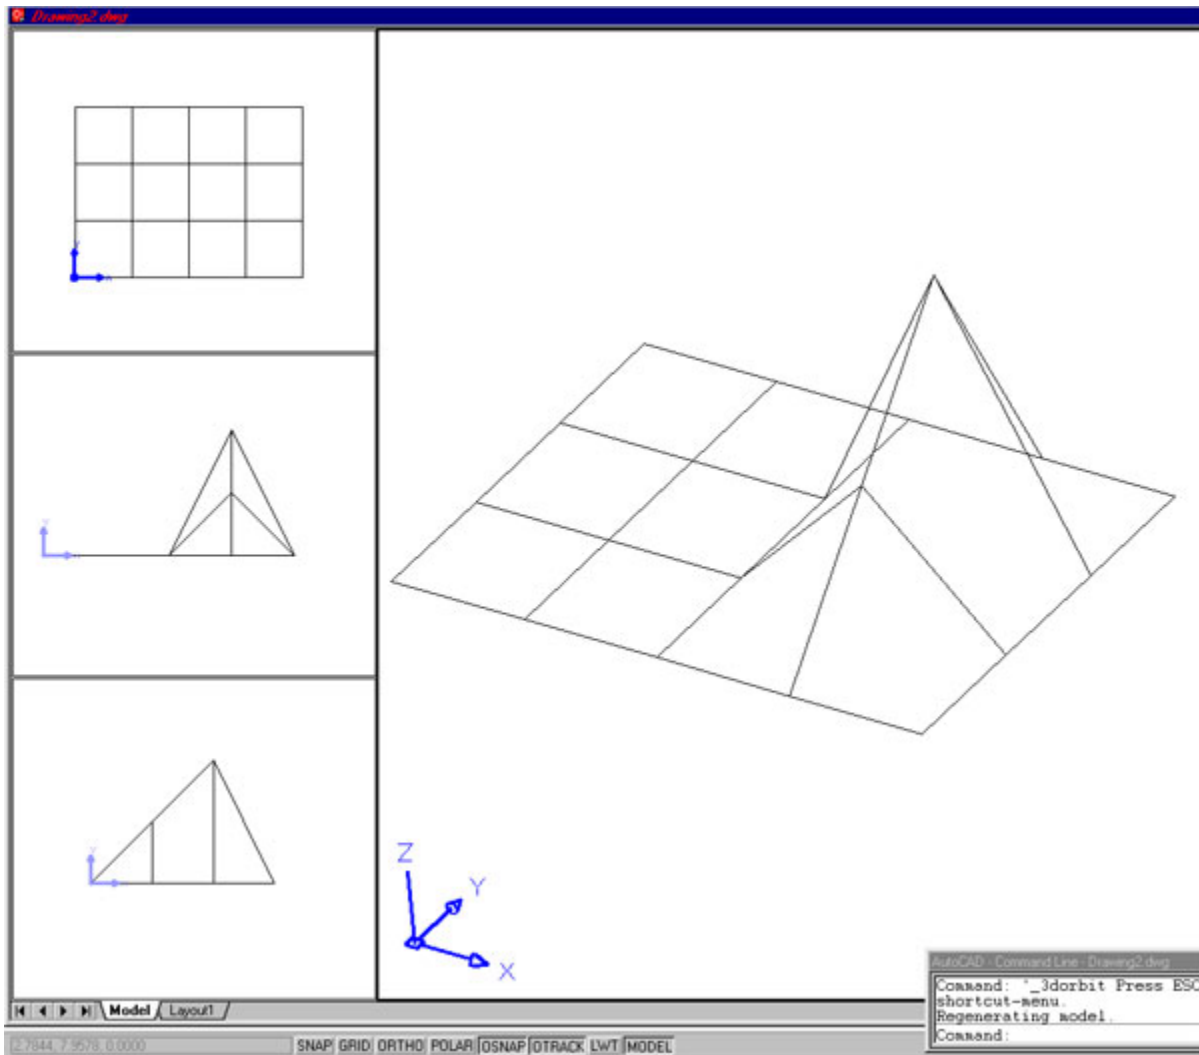 Drawing2.dwg
Z
Y
X
AutoCAD - Command Line - Drawing2.dwg
Command: '_3dorbit Press ESC
shortcut-menu.
Regenerating model.
Command:
Model Layout1
2.7844, 7.9578, 0.0000 SNAP GRID ORTHO POLAR OSNAP OTRACK LWT MODEL